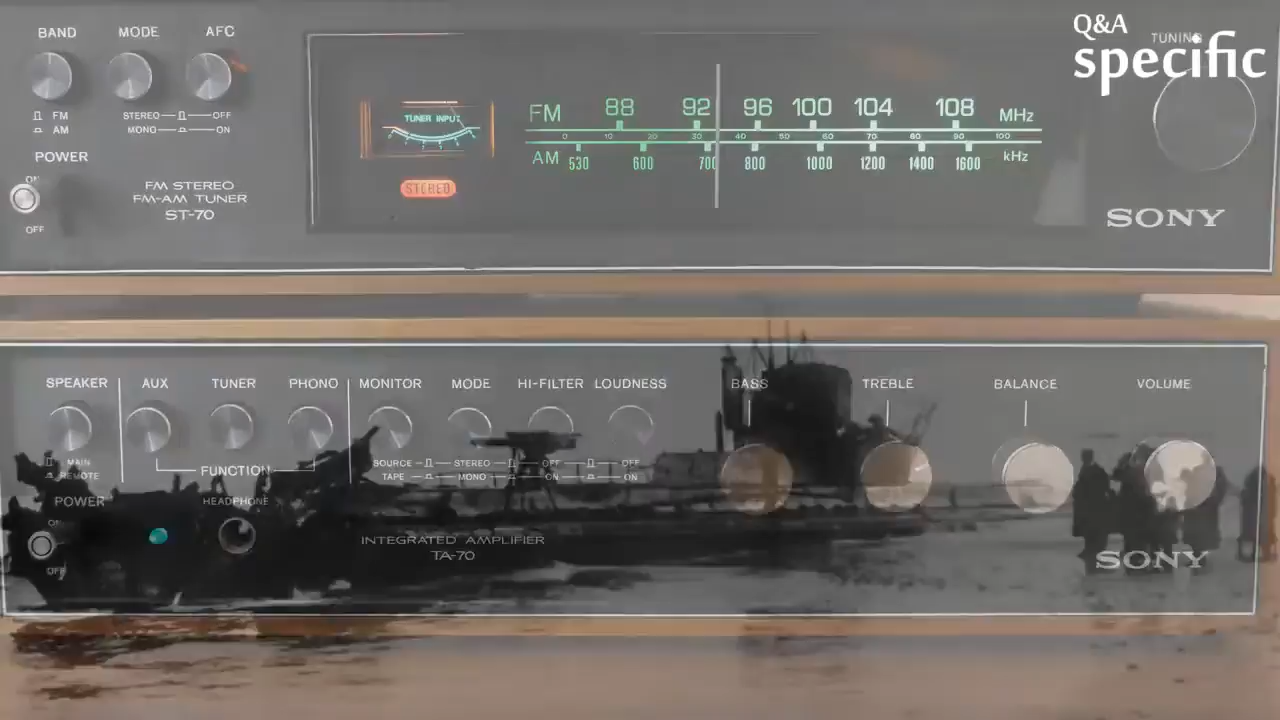 Q&A
specific
BAND MODE AFC TUNING
FM STEREO OFF
AM MONO ON
POWER
ON
OFF
FM STEREO
FM-AM TUNER
ST-70
TUNER INPUT
STEREO
FM 88 92 96 100 104 108 MHz
0 10 20 30 40 50 60 70 80 90 100
AM 530 600 700 800 1000 1200 1400 1600 kHz
SONY
SPEAKER AUX TUNER PHONO MONITOR MODE HI-FILTER LOUDNESS BASS TREBLE BALANCE VOLUME
MAIN SOURCE STEREO OFF OFF
REMOTE TAPE MONO ON ON
FUNCTION
POWER HEADPHONE
ON
OFF
INTEGRATED AMPLIFIER
TA-70
SONY